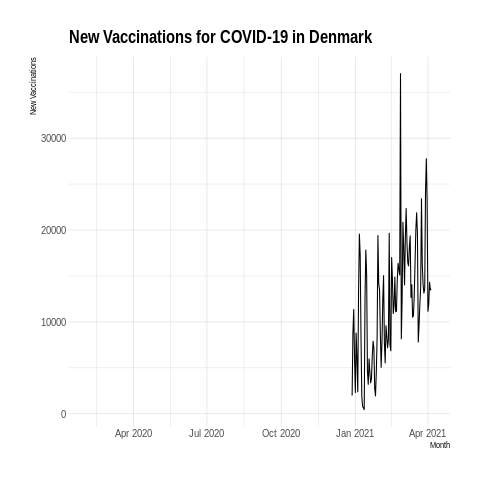 New Vaccinations for COVID-19 in Denmark
New Vaccinations
30000
20000
10000
0
Apr 2020 Jul 2020 Oct 2020 Jan 2021 Apr 2021
Month